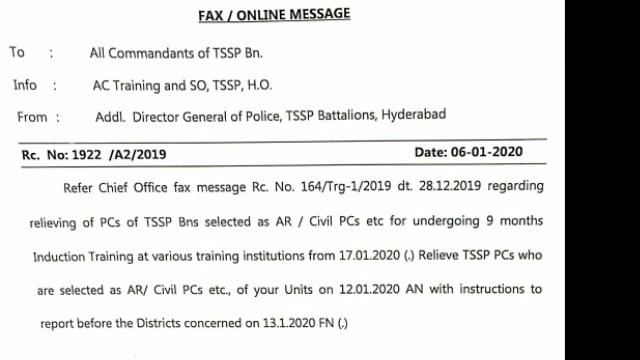 FAX / ONLINE MESSAGE
To : All Commandants of TSSP Bn.
Info : AC Training and SO, TSSP, H.O.
From : Addl. Director General of Police, TSSP Battalions, Hyderabad
Rc. No: 1922 /A2/2019 Date: 06-01-2020
Refer Chief Office fax message Rc. No. 164/Trg-1/2019 dt. 28.12.2019 regarding
relieving of PCs of TSSP Bns selected as AR / Civil PCs etc for undergoing 9 months
Induction Training at various training institutions from 17.01.2020 (.) Relieve TSSP PCs who
are selected as AR/ Civil PCs etc., of your Units on 12.01.2020 AN with instructions to
report before the Districts concerned on 13.1.2020 FN (.)